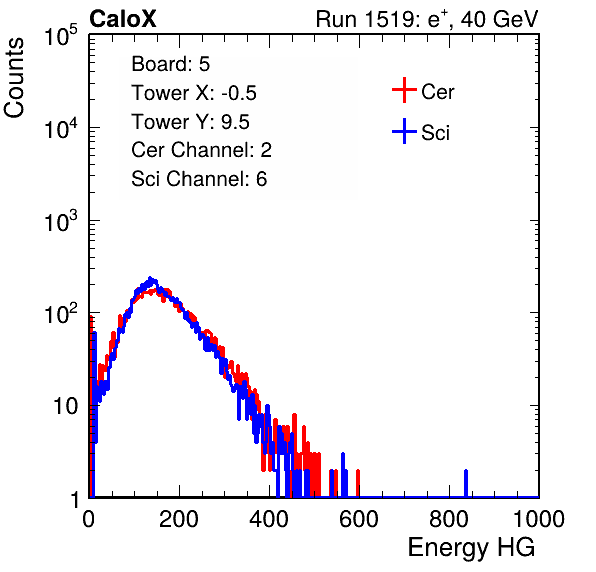 CaloX Run 1519: e⁺, 40 GeV
Counts
10⁵
10⁴
10³
10²
10
1
Board: 5
Tower X: -0.5
Tower Y: 9.5
Cer Channel: 2
Sci Channel: 6
Cer
Sci
0 200 400 600 800 1000
Energy HG